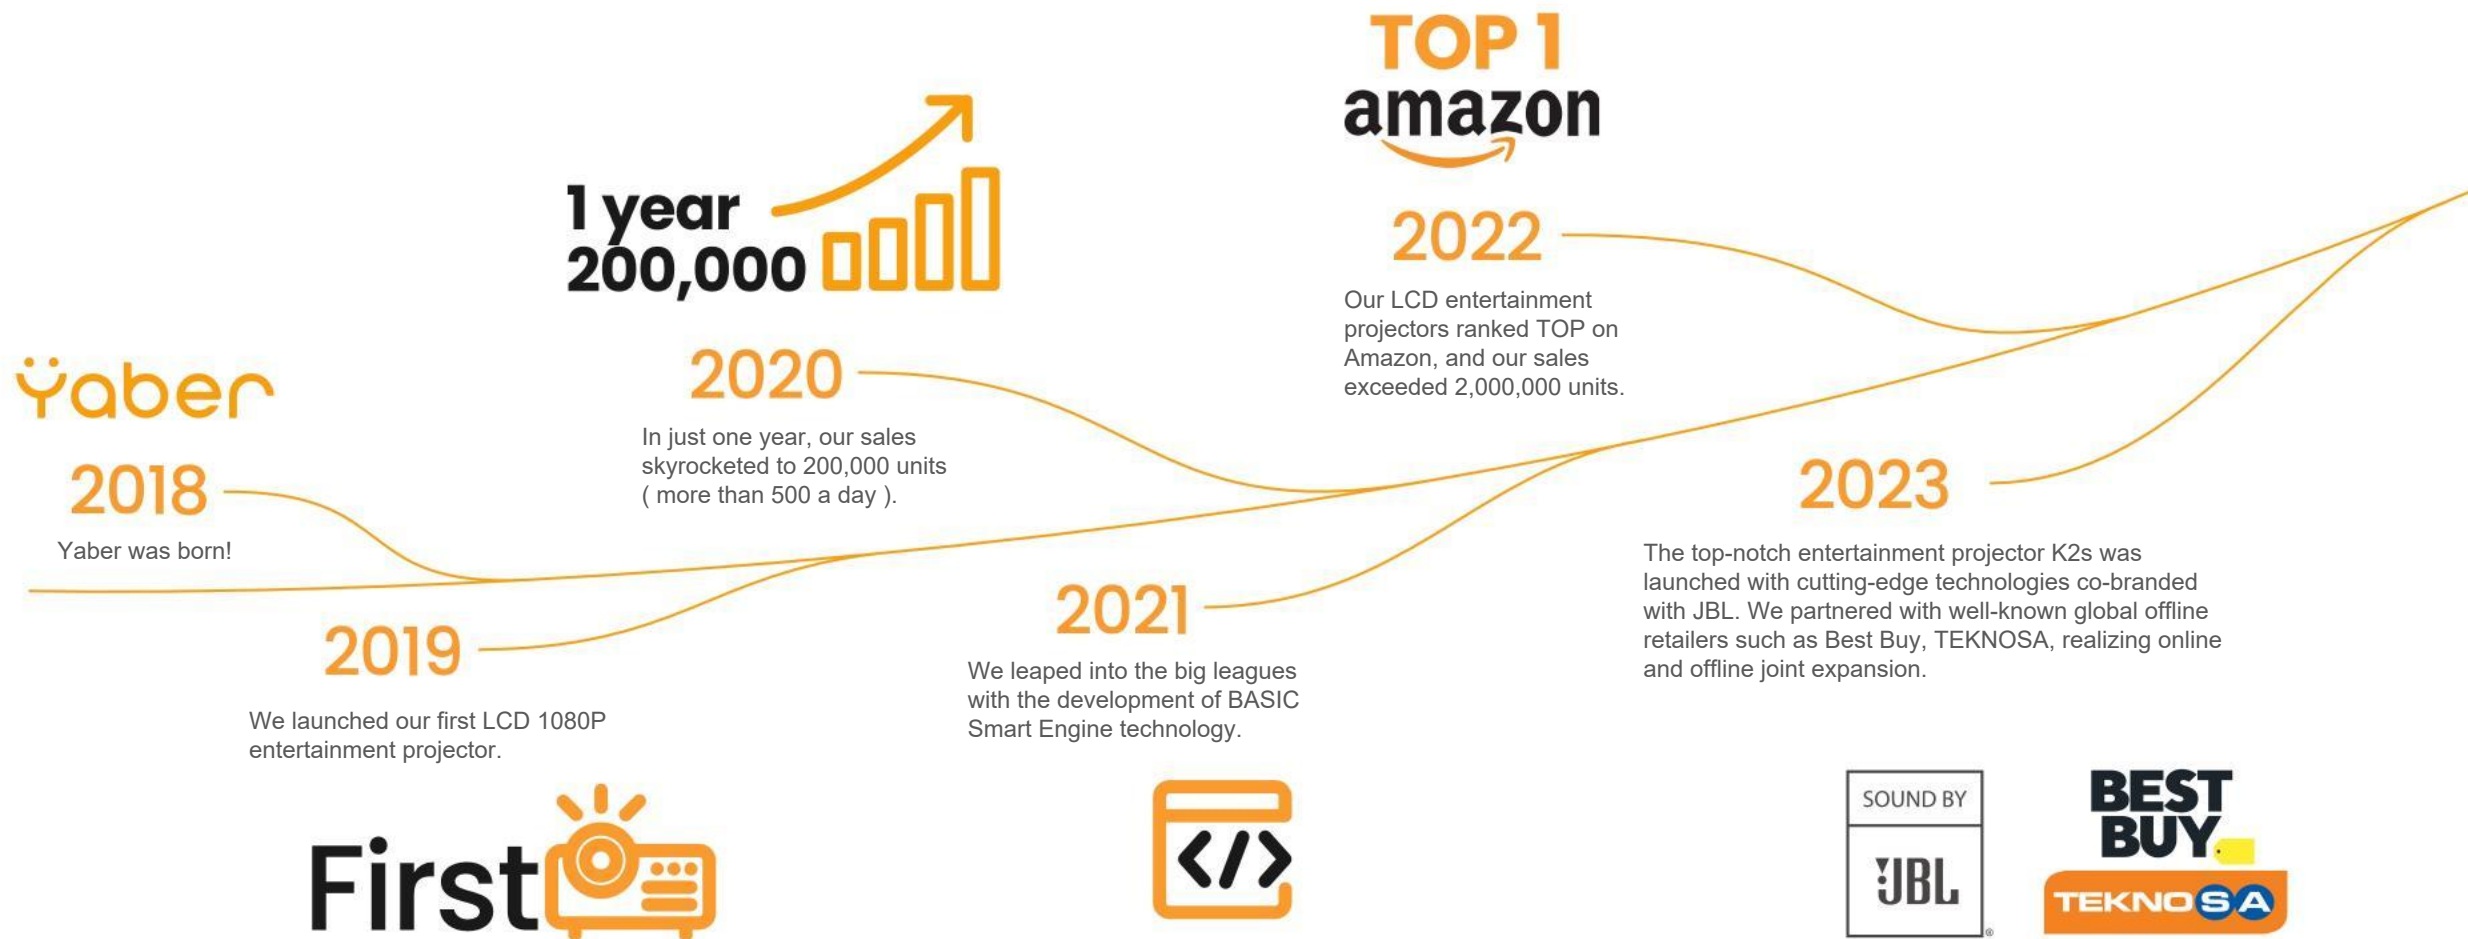 Ÿaber
2018
Yaber was born!
2019
We launched our first LCD 1080P
entertainment projector.
First
1 year
200,000
2020
In just one year, our sales
skyrocketed to 200,000 units
( more than 500 a day ).
2021
We leaped into the big leagues
with the development of BASIC
Smart Engine technology.
</>
TOP 1
amazon
2022
Our LCD entertainment
projectors ranked TOP on
Amazon, and our sales
exceeded 2,000,000 units.
2023
The top-notch entertainment projector K2s was
launched with cutting-edge technologies co-branded
with JBL. We partnered with well-known global offline
retailers such as Best Buy, TEKNOSA, realizing online
and offline joint expansion.
SOUND BY
JBL
®
BEST
BUY
TEKNOSA